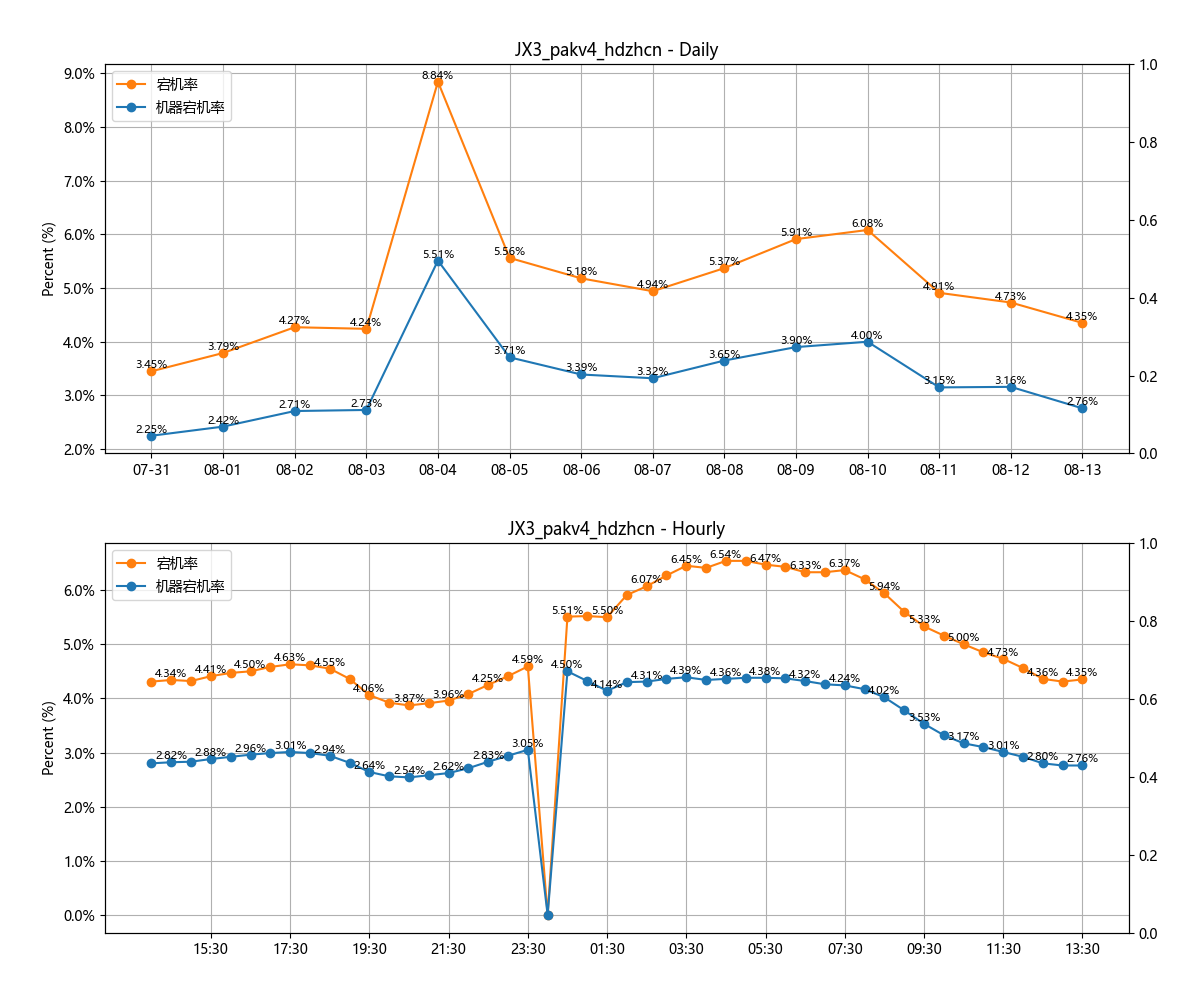 JX3_pakv4_hdzhcn - Daily
宕机率
机器宕机率
Percent (%)
9.0%
8.0%
7.0%
6.0%
5.0%
4.0%
3.0%
2.0%
1.0
0.8
0.6
0.4
0.2
0.0
3.45% 3.79% 4.27% 4.24% 8.84% 5.56% 5.18% 4.94% 5.37% 5.91% 6.08% 4.91% 4.73% 4.35%
2.25% 2.42% 2.71% 2.73% 5.51% 3.71% 3.39% 3.32% 3.65% 3.90% 4.00% 3.15% 3.16% 2.76%
07-31 08-01 08-02 08-03 08-04 08-05 08-06 08-07 08-08 08-09 08-10 08-11 08-12 08-13
JX3_pakv4_hdzhcn - Hourly
宕机率
机器宕机率
Percent (%)
6.0%
5.0%
4.0%
3.0%
2.0%
1.0%
0.0%
1.0
0.8
0.6
0.4
0.2
0.0
4.34% 4.41% 4.50% 4.63% 4.55% 4.06% 3.87% 3.96% 4.25% 4.59% 5.51% 5.50% 6.07% 6.45% 6.54% 6.47% 6.33% 6.37% 5.94% 5.33% 5.00% 4.73% 4.36% 4.35%
2.82% 2.88% 2.96% 3.01% 2.94% 2.64% 2.54% 2.62% 2.83% 3.05% 4.50% 4.14% 4.31% 4.39% 4.36% 4.38% 4.32% 4.24% 4.02% 3.53% 3.17% 3.01% 2.80% 2.76%
15:30 17:30 19:30 21:30 23:30 01:30 03:30 05:30 07:30 09:30 11:30 13:30